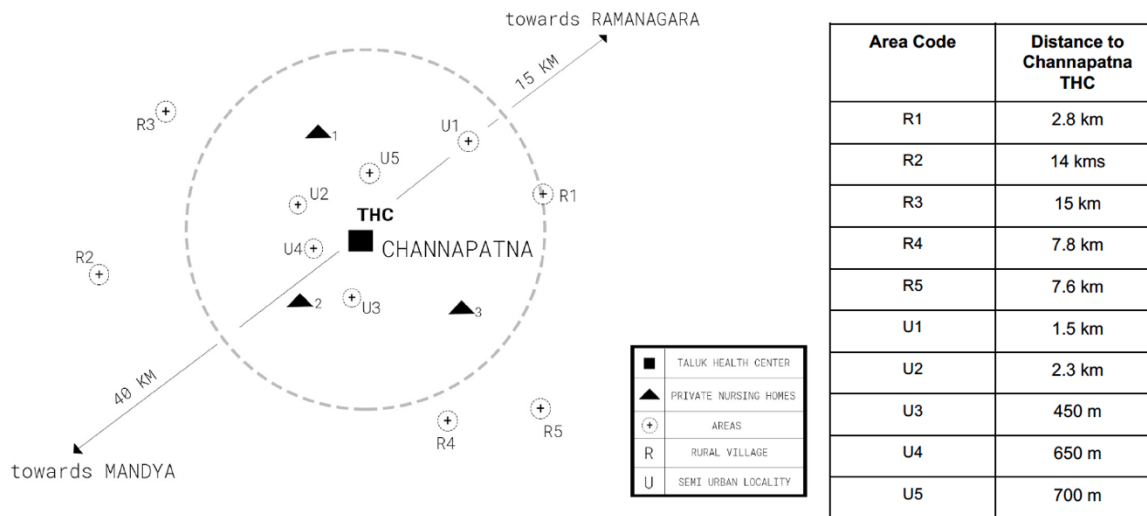 towards RAMANAGARA
15 KM
R3
1
U1
U5
U2
R1
THC
U4
CHANNAPATNA
R2
2
U3
3
40 KM
R4
R5
towards MANDYA
TALUK HEALTH CENTER
PRIVATE NURSING HOMES
AREAS
R RURAL VILLAGE
U SEMI URBAN LOCALITY
Area Code Distance to
Channapatna
THC
R1 2.8 km
R2 14 kms
R3 15 km
R4 7.8 km
R5 7.6 km
U1 1.5 km
U2 2.3 km
U3 450 m
U4 650 m
U5 700 m